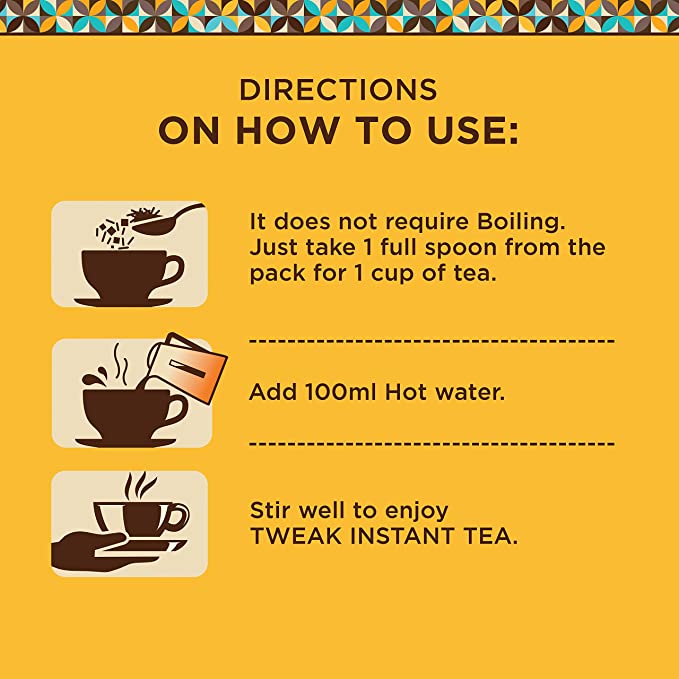 DIRECTIONS
ON HOW TO USE:
It does not require Boiling.
Just take 1 full spoon from the
pack for 1 cup of tea.
Add 100ml Hot water.
Stir well to enjoy
TWEAK INSTANT TEA.